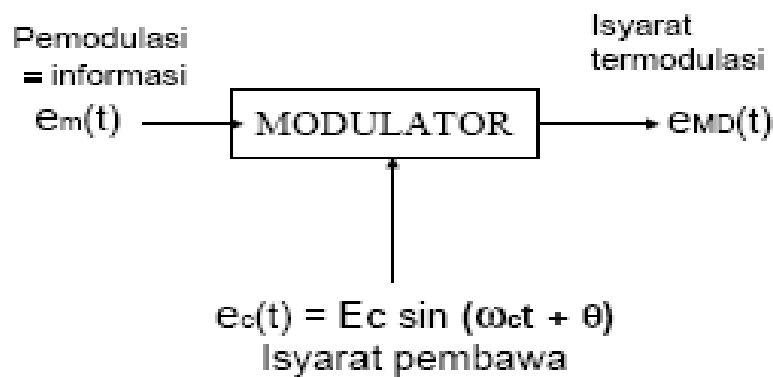 Pemodulasi
= informasi
em(t)
MODULATOR
Isyarat
termodulasi
eMD(t)
ec(t) = Ec sin (ωct + θ)
Isyarat pembawa